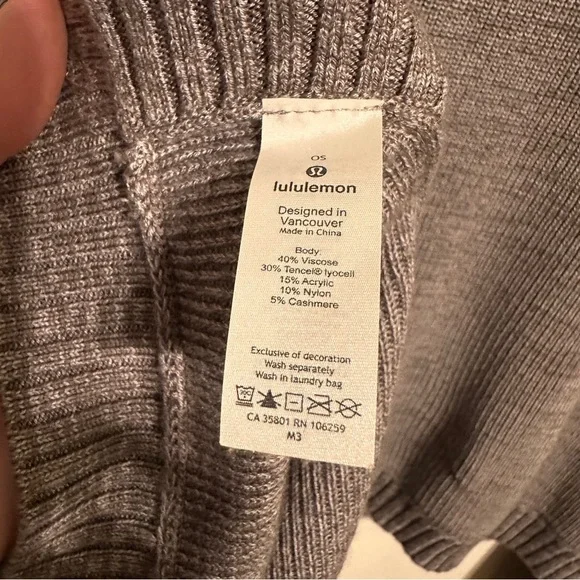 OS
lululemon
Designed in
Vancouver
Made in China
Body:
40% Viscose
30% Tencel® lyocell
15% Acrylic
10% Nylon
5% Cashmere
Exclusive of decoration
Wash separately
Wash in laundry bag
CA 35801 RN 106259
M3